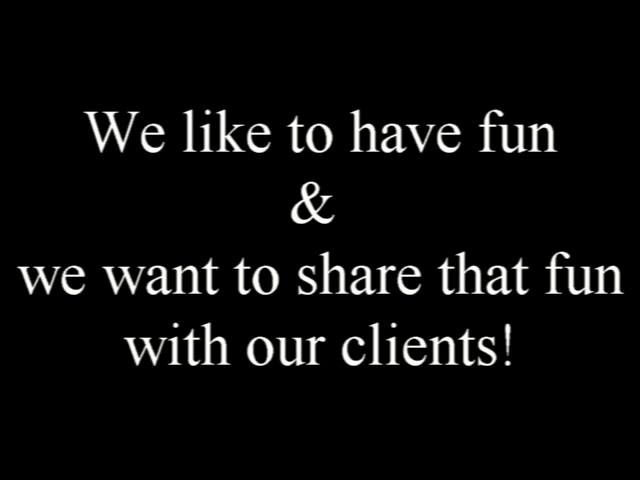 We like to have fun
&
we want to share that fun
with our clients!